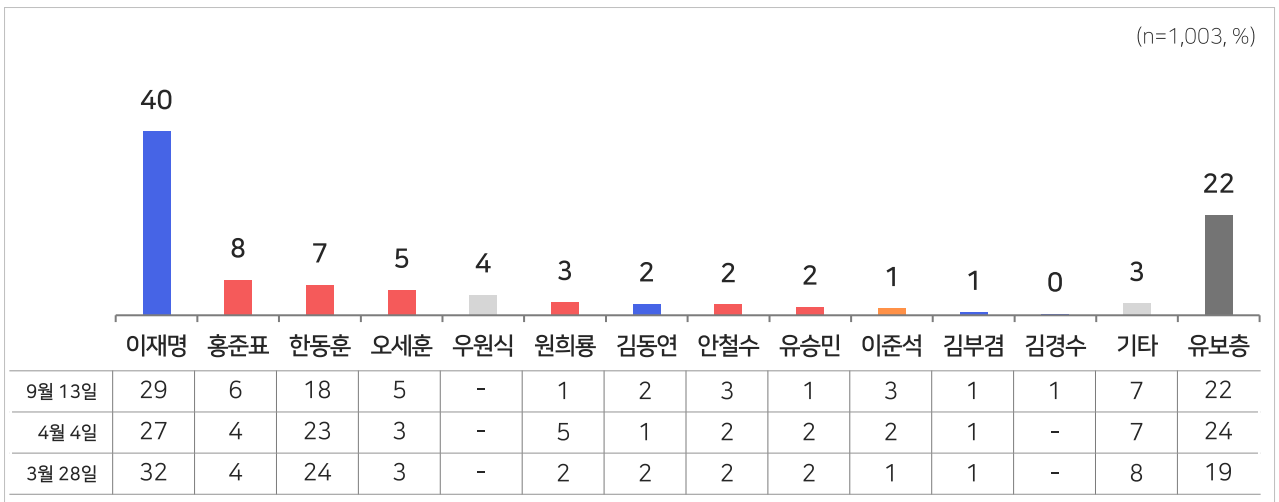 (n=1,003, %)
40 8 7 5 4 3 2 2 2 1 1 0 3 22
이재명 홍준표 한동훈 오세훈 우원식 원희룡 김동연 안철수 유승민 이준석 김부겸 김경수 기타 유보층
9월 13일 29 6 18 5 - 1 2 3 1 3 1 1 7 22
4월 4일 27 4 23 3 - 5 1 2 2 2 1 - 7 24
3월 28일 32 4 24 3 - 2 2 2 2 1 1 - 8 19